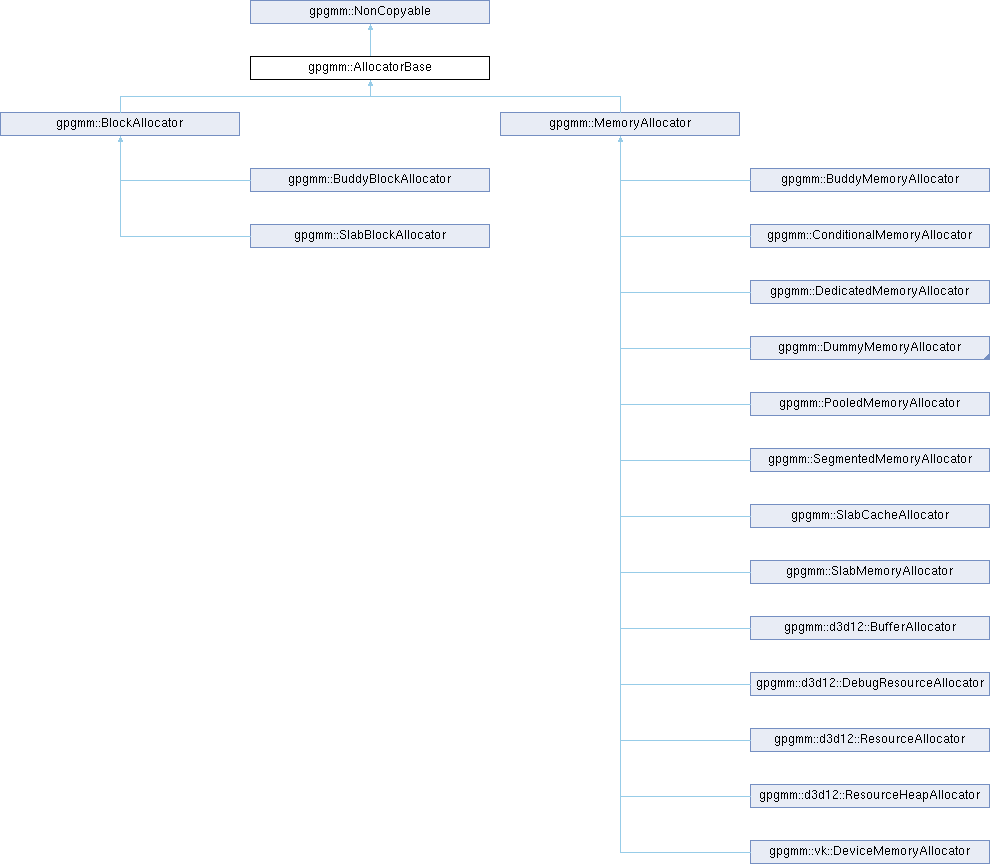 gpgmm::NonCopyable
gpgmm::AllocatorBase
gpgmm::BlockAllocator
gpgmm::MemoryAllocator
gpgmm::BuddyBlockAllocator
gpgmm::BuddyMemoryAllocator
gpgmm::SlabBlockAllocator
gpgmm::ConditionalMemoryAllocator
gpgmm::DedicatedMemoryAllocator
gpgmm::DummyMemoryAllocator
gpgmm::PooledMemoryAllocator
gpgmm::SegmentedMemoryAllocator
gpgmm::SlabCacheAllocator
gpgmm::SlabMemoryAllocator
gpgmm::d3d12::BufferAllocator
gpgmm::d3d12::DebugResourceAllocator
gpgmm::d3d12::ResourceAllocator
gpgmm::d3d12::ResourceHeapAllocator
gpgmm::vk::DeviceMemoryAllocator